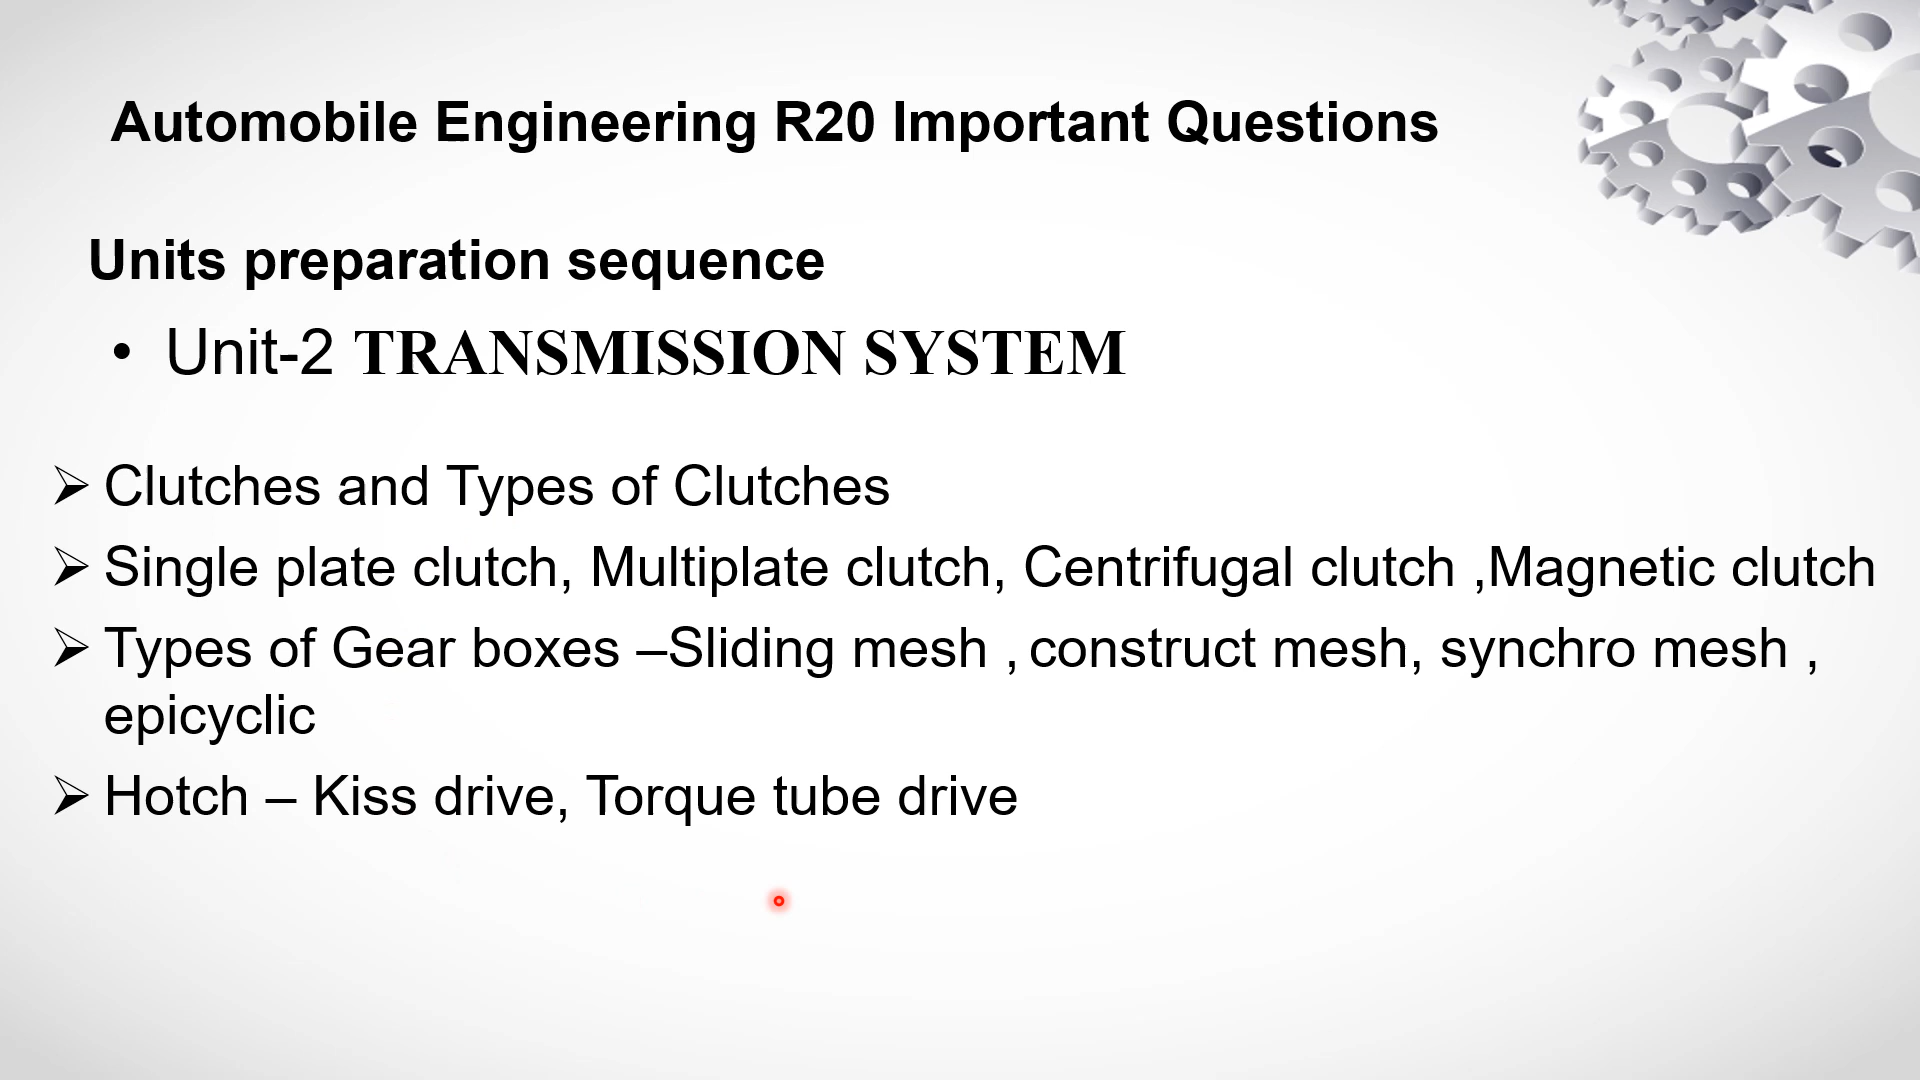 Automobile Engineering R20 Important Questions
Units preparation sequence
• Unit-2 TRANSMISSION SYSTEM
➢ Clutches and Types of Clutches
➢ Single plate clutch, Multiplate clutch, Centrifugal clutch ,Magnetic clutch
➢ Types of Gear boxes –Sliding mesh , construct mesh, synchro mesh ,
epicyclic
➢ Hotch – Kiss drive, Torque tube drive